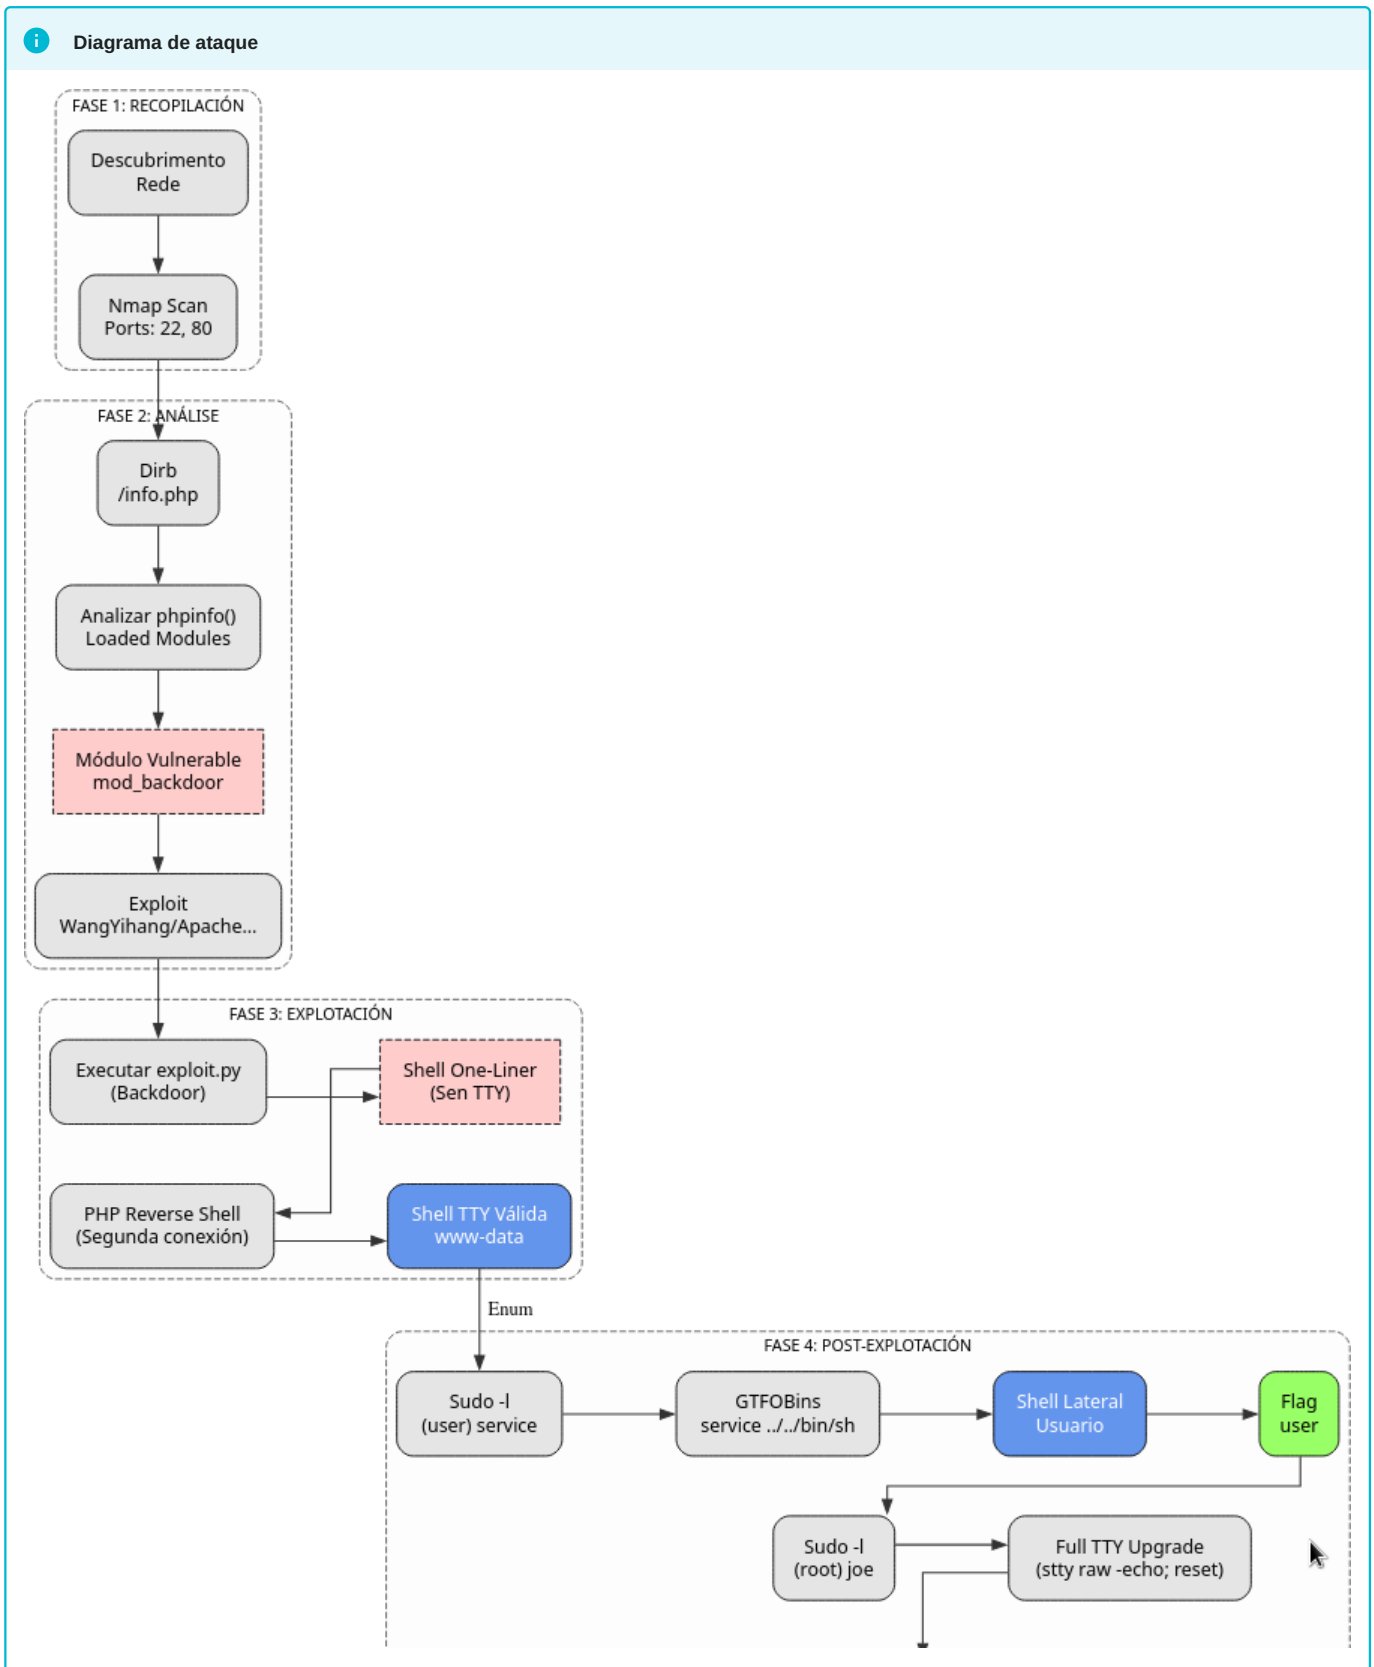 Diagrama de ataque
FASE 1: RECOPILACIÓN
Descubrimento
Rede
Nmap Scan
Ports: 22, 80
FASE 2: ANÁLISE
Dirb
/info.php
Analizar phpinfo()
Loaded Modules
Módulo Vulnerable
mod_backdoor
Exploit
WangYihang/Apache...
FASE 3: EXPLOTACIÓN
Executar exploit.py
(Backdoor)
Shell One-Liner
(Sen TTY)
PHP Reverse Shell
(Segunda conexión)
Shell TTY Válida
www-data
Enum
FASE 4: POST-EXPLOTACIÓN
Sudo -l
(user) service
GTFOBins
service ../../bin/sh
Shell Lateral
Usuario
Flag
user
Sudo -l
(root) joe
Full TTY Upgrade
(stty raw -echo; reset)